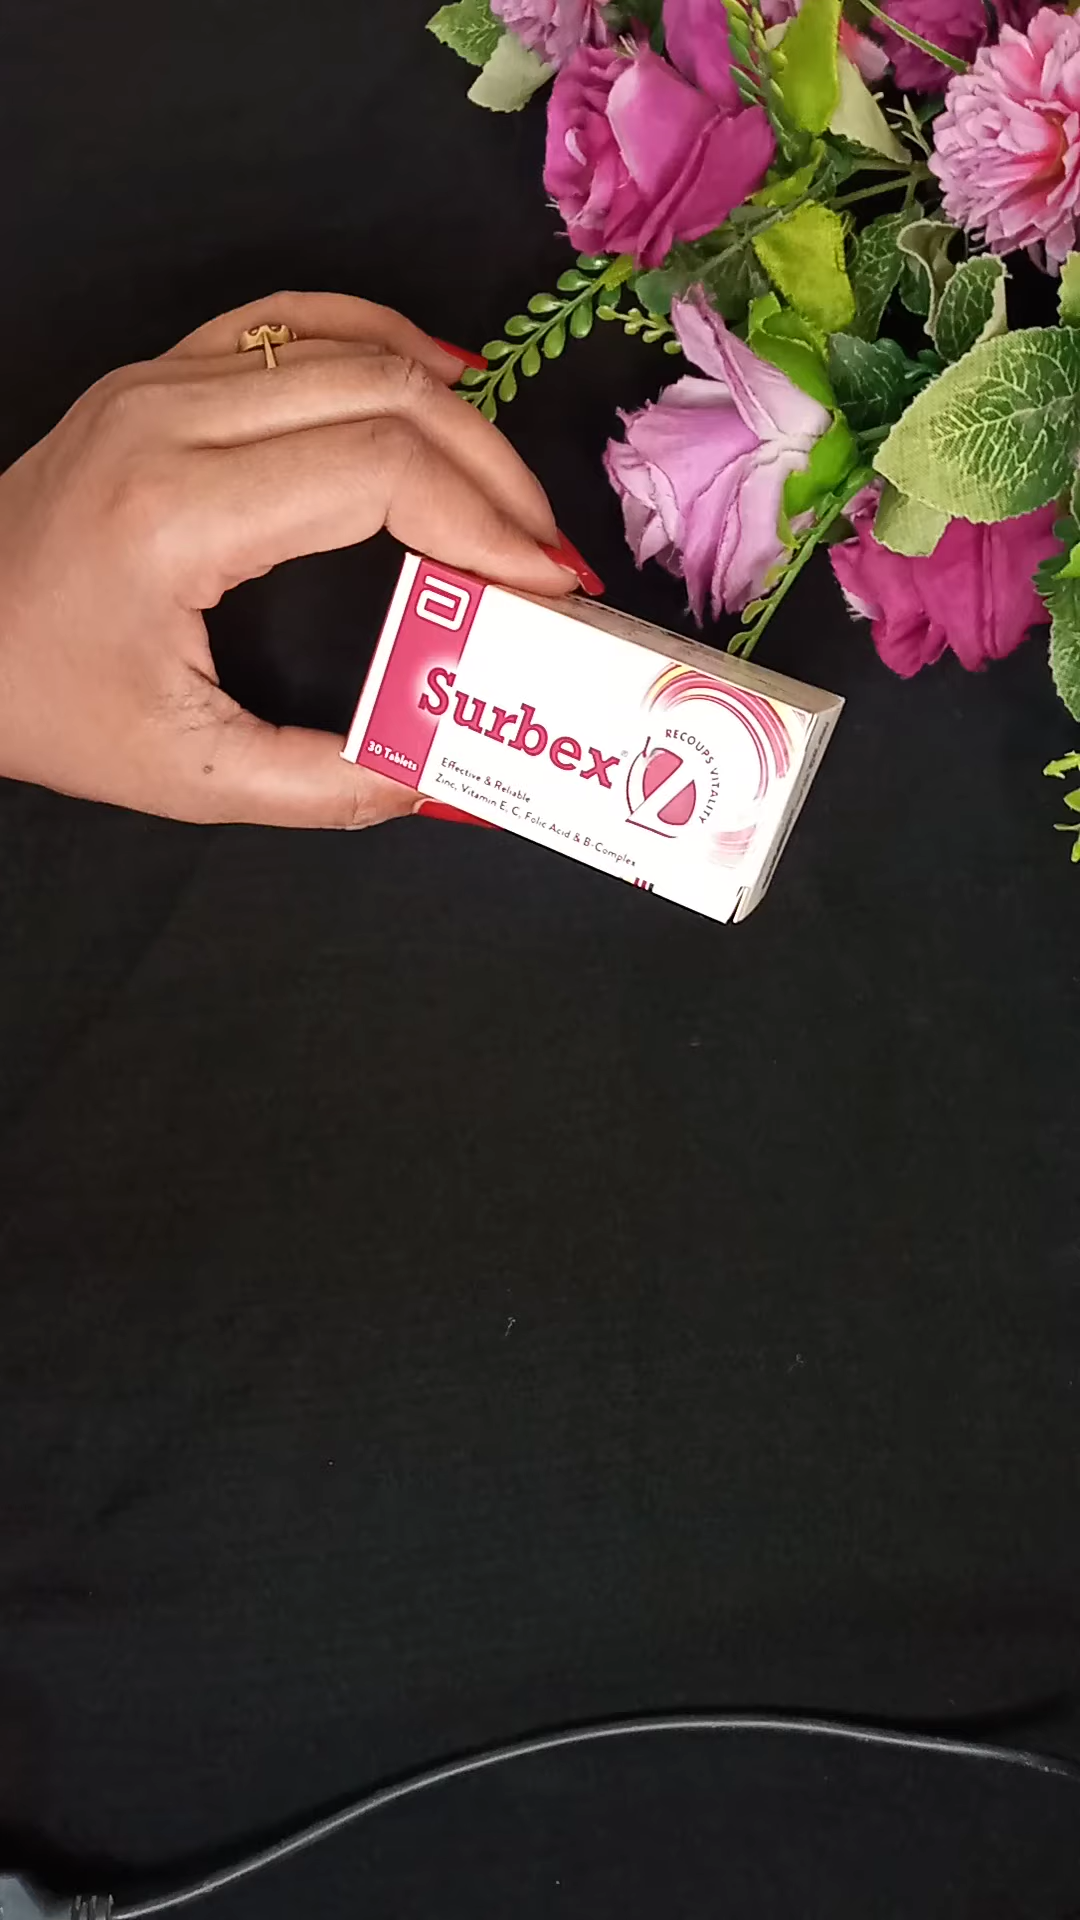 Surbex®
Z
RECOUPS VITALITY
30 Tablets
Effective & Reliable
Zinc, Vitamin E, C, Folic Acid & B-Complex